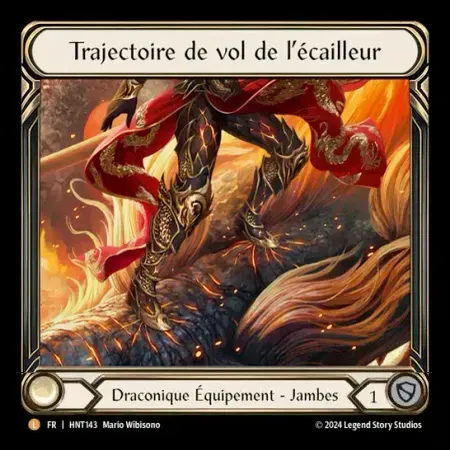 Trajectoire de vol de l'écailleur
Draconique Équipement - Jambes
1
L FR | HNT143 Mario Wibisono
© 2024 Legend Story Studios